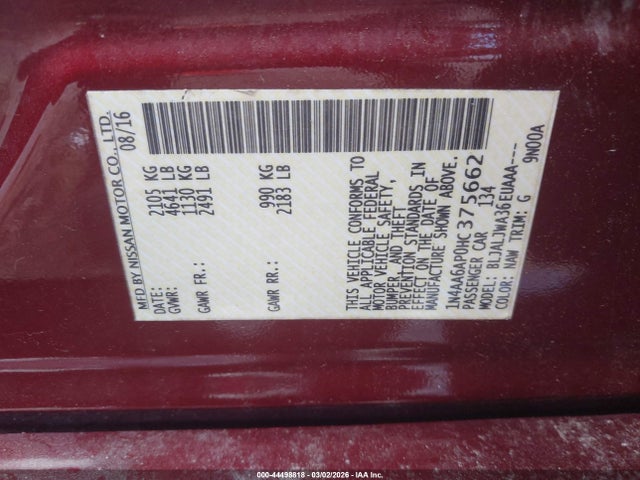 MFD BY NISSAN MOTOR CO., LTD.
DATE: 08/16
GVWR: 2105 KG
4641 LB
GAWR FR: 1130 KG
2491 LB
GAWR RR: 990 KG
2183 LB
THIS VEHICLE CONFORMS TO
ALL APPLICABLE FEDERAL
MOTOR VEHICLE SAFETY,
BUMPER, AND THEFT
PREVENTION STANDARDS IN
EFFECT ON THE DATE OF
MANUFACTURE SHOWN ABOVE.
1N4AA6AP0HC375662
PASSENGER CAR 134
MODEL: BLJALJWA36EUAAA---
COLOR: NAW TRIM: G 9N00A
000-44498818 - 03/02/2026 - IAA Inc.